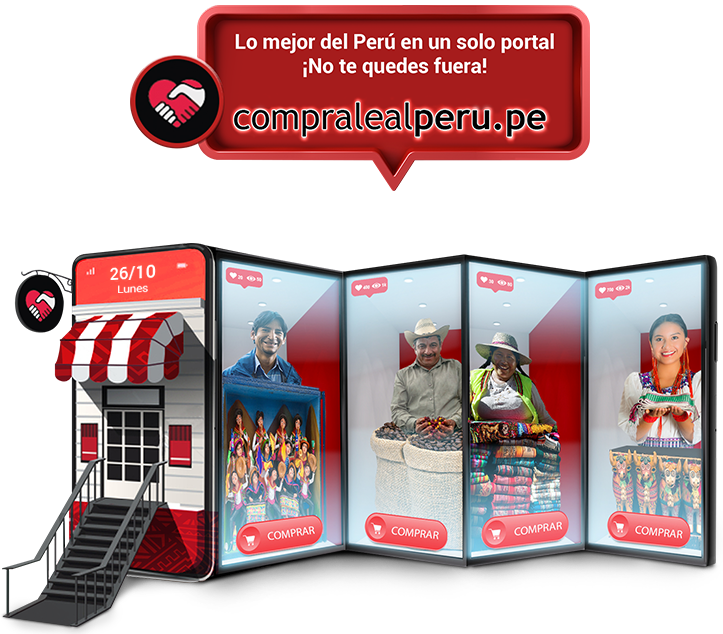 Lo mejor del Perú en un solo portal
¡No te quedes fuera!
compralealperu.pe
26/10
Lunes
COMPRAR
COMPRAR
COMPRAR
COMPRAR